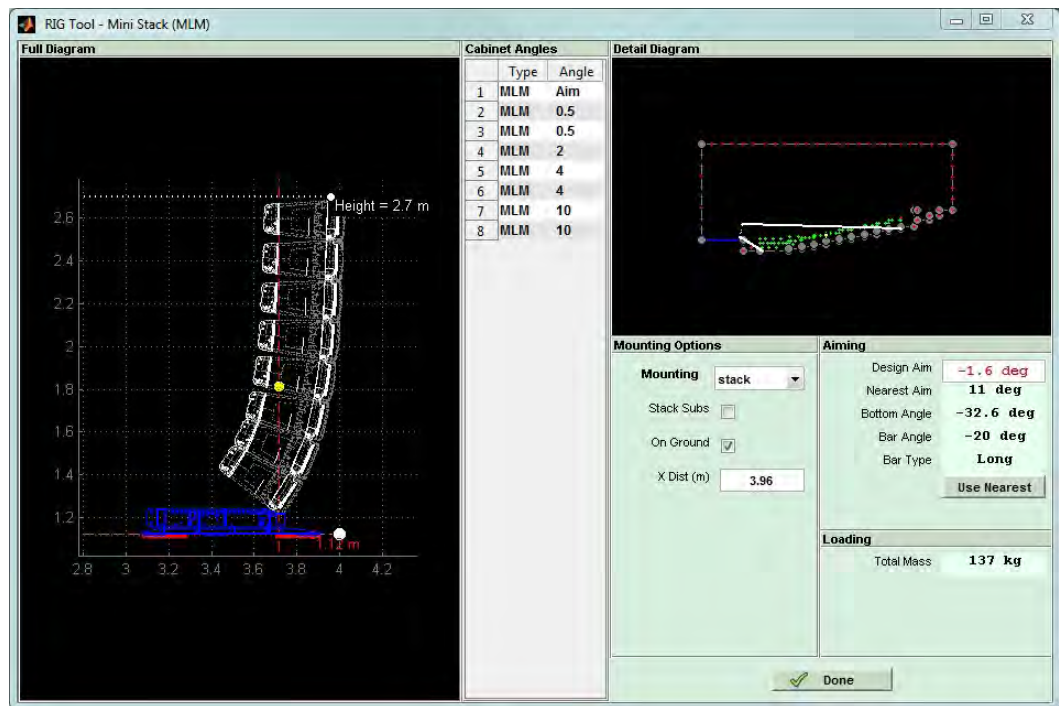 RIG Tool - Mini Stack (MLM)
Full Diagram
Height = 2.7 m
2.6
2.4
2.2
2
1.8
1.6
1.4
1.2
1.12 m
2.8 3 3.2 3.4 3.6 3.8 4 4.2
Cabinet Angles
Type Angle
1 MLM Aim
2 MLM 0.5
3 MLM 0.5
4 MLM 2
5 MLM 4
6 MLM 4
7 MLM 10
8 MLM 10
Detail Diagram
Mounting Options
Mounting stack
Stack Subs
On Ground
X Dist (m) 3.96
Aiming
Design Aim -1.6 deg
Nearest Aim 11 deg
Bottom Angle -32.6 deg
Bar Angle -20 deg
Bar Type Long
Use Nearest
Loading
Total Mass 137 kg
Done